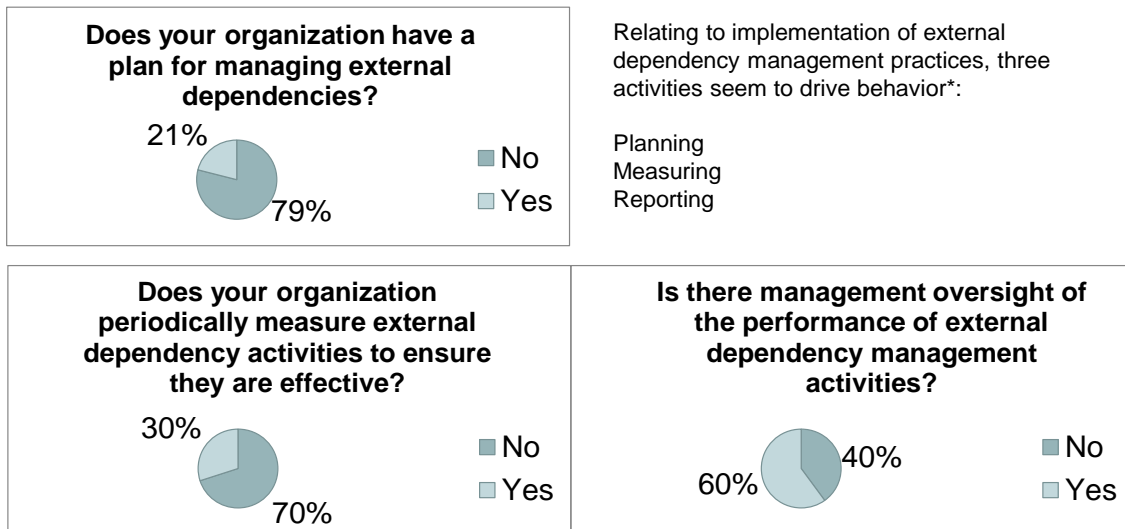 Does your organization have a
plan for managing external
dependencies?
21%
79%
No
Yes
Relating to implementation of external
dependency management practices, three
activities seem to drive behavior*:
Planning
Measuring
Reporting
Does your organization
periodically measure external
dependency activities to ensure
they are effective?
30%
70%
No
Yes
Is there management oversight of
the performance of external
dependency management
activities?
40%
60%
No
Yes